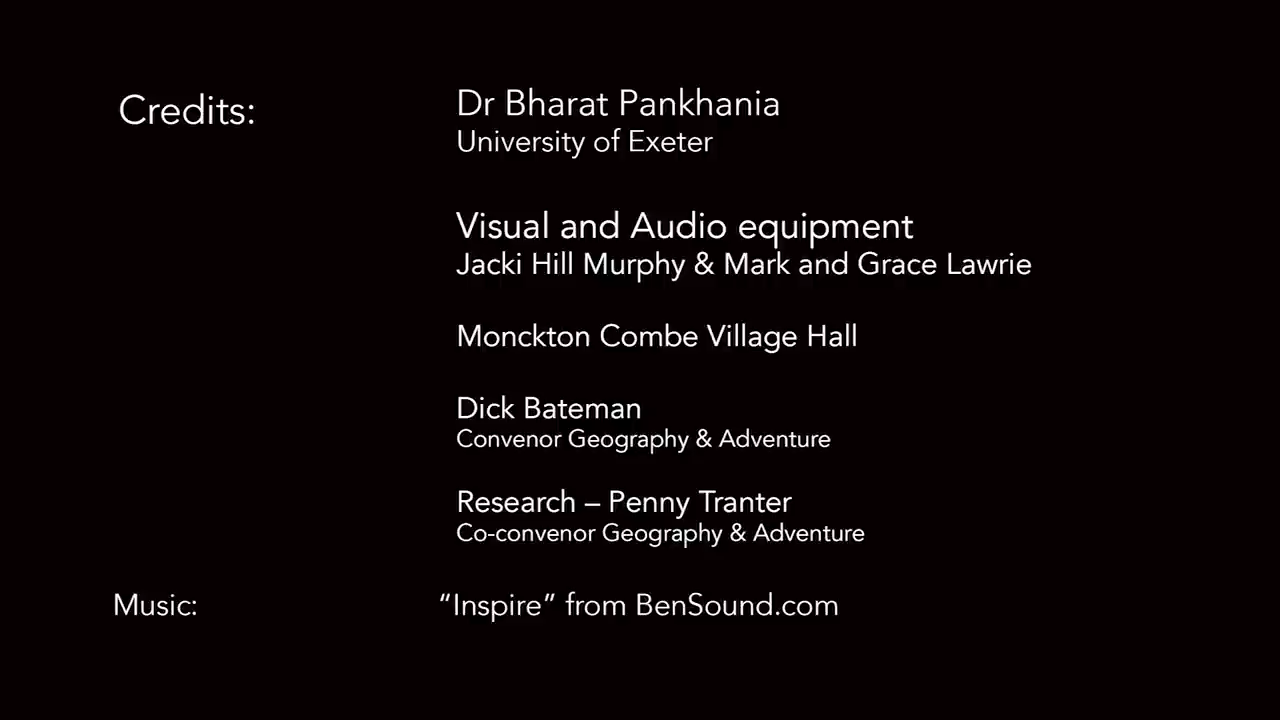 Credits:
Dr Bharat Pankhania
University of Exeter
Visual and Audio equipment
Jacki Hill Murphy & Mark and Grace Lawrie
Monckton Combe Village Hall
Dick Bateman
Convenor Geography & Adventure
Research – Penny Tranter
Co-convenor Geography & Adventure
Music:
“Inspire” from BenSound.com